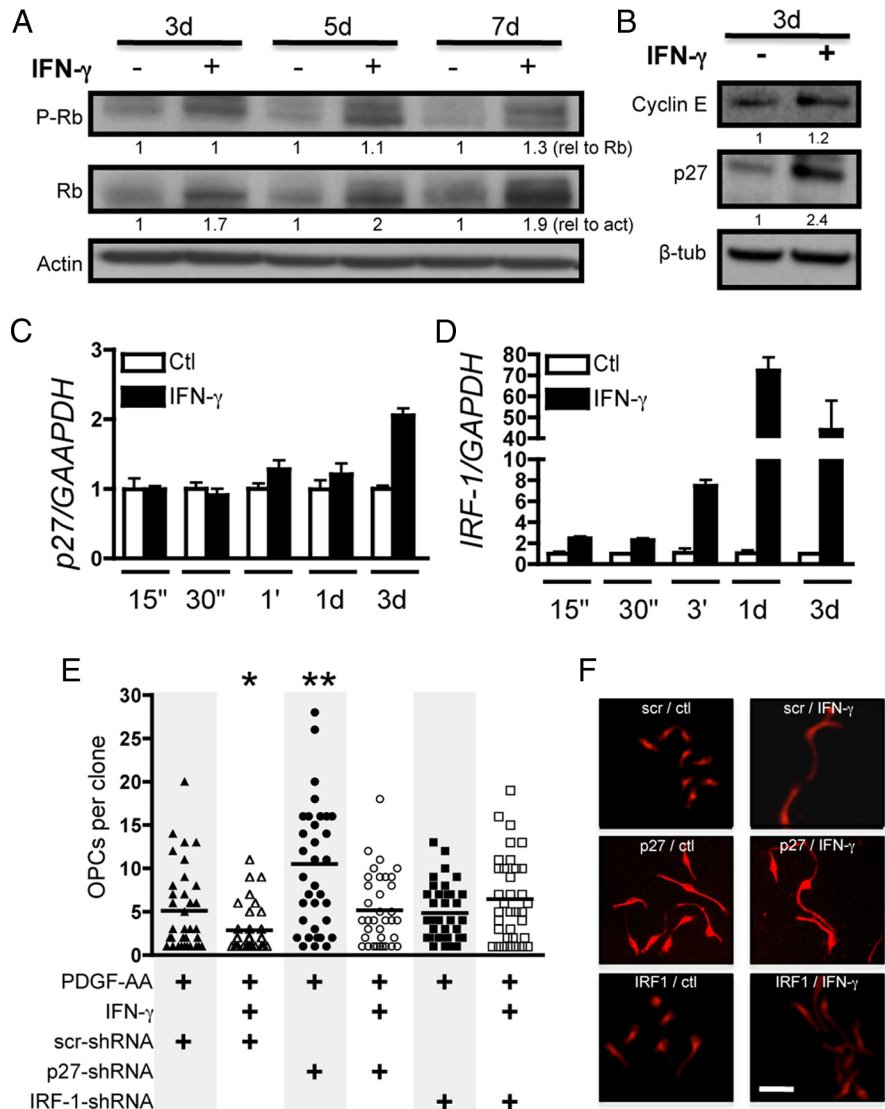 A
3d 5d 7d
IFN-γ - + - + - +
P-Rb
1 1 1 1.1 1 1.3 (rel to Rb)
Rb
1 1.7 1 2 1 1.9 (rel to act)
Actin
B
3d
IFN-γ - +
Cyclin E
1 1.2
p27
1 2.4
β-tub
C
p27/GAAPDH
3
2
1
0
Ctl
IFN-γ
15" 30" 1' 1d 3d
D
IRF-1/GAPDH
80
70
60
50
40
10
8
6
4
2
0
Ctl
IFN-γ
15" 30" 3' 1d 3d
E
* **
OPCs per clone
30
25
20
15
10
5
0
PDGF-AA + + + + + +
IFN-γ + + +
scr-shRNA + +
p27-shRNA + +
IRF-1-shRNA + +
F
scr / ctl
scr / IFN-γ
p27 / ctl
p27 / IFN-γ
IRF1 / ctl
IRF1 / IFN-γ